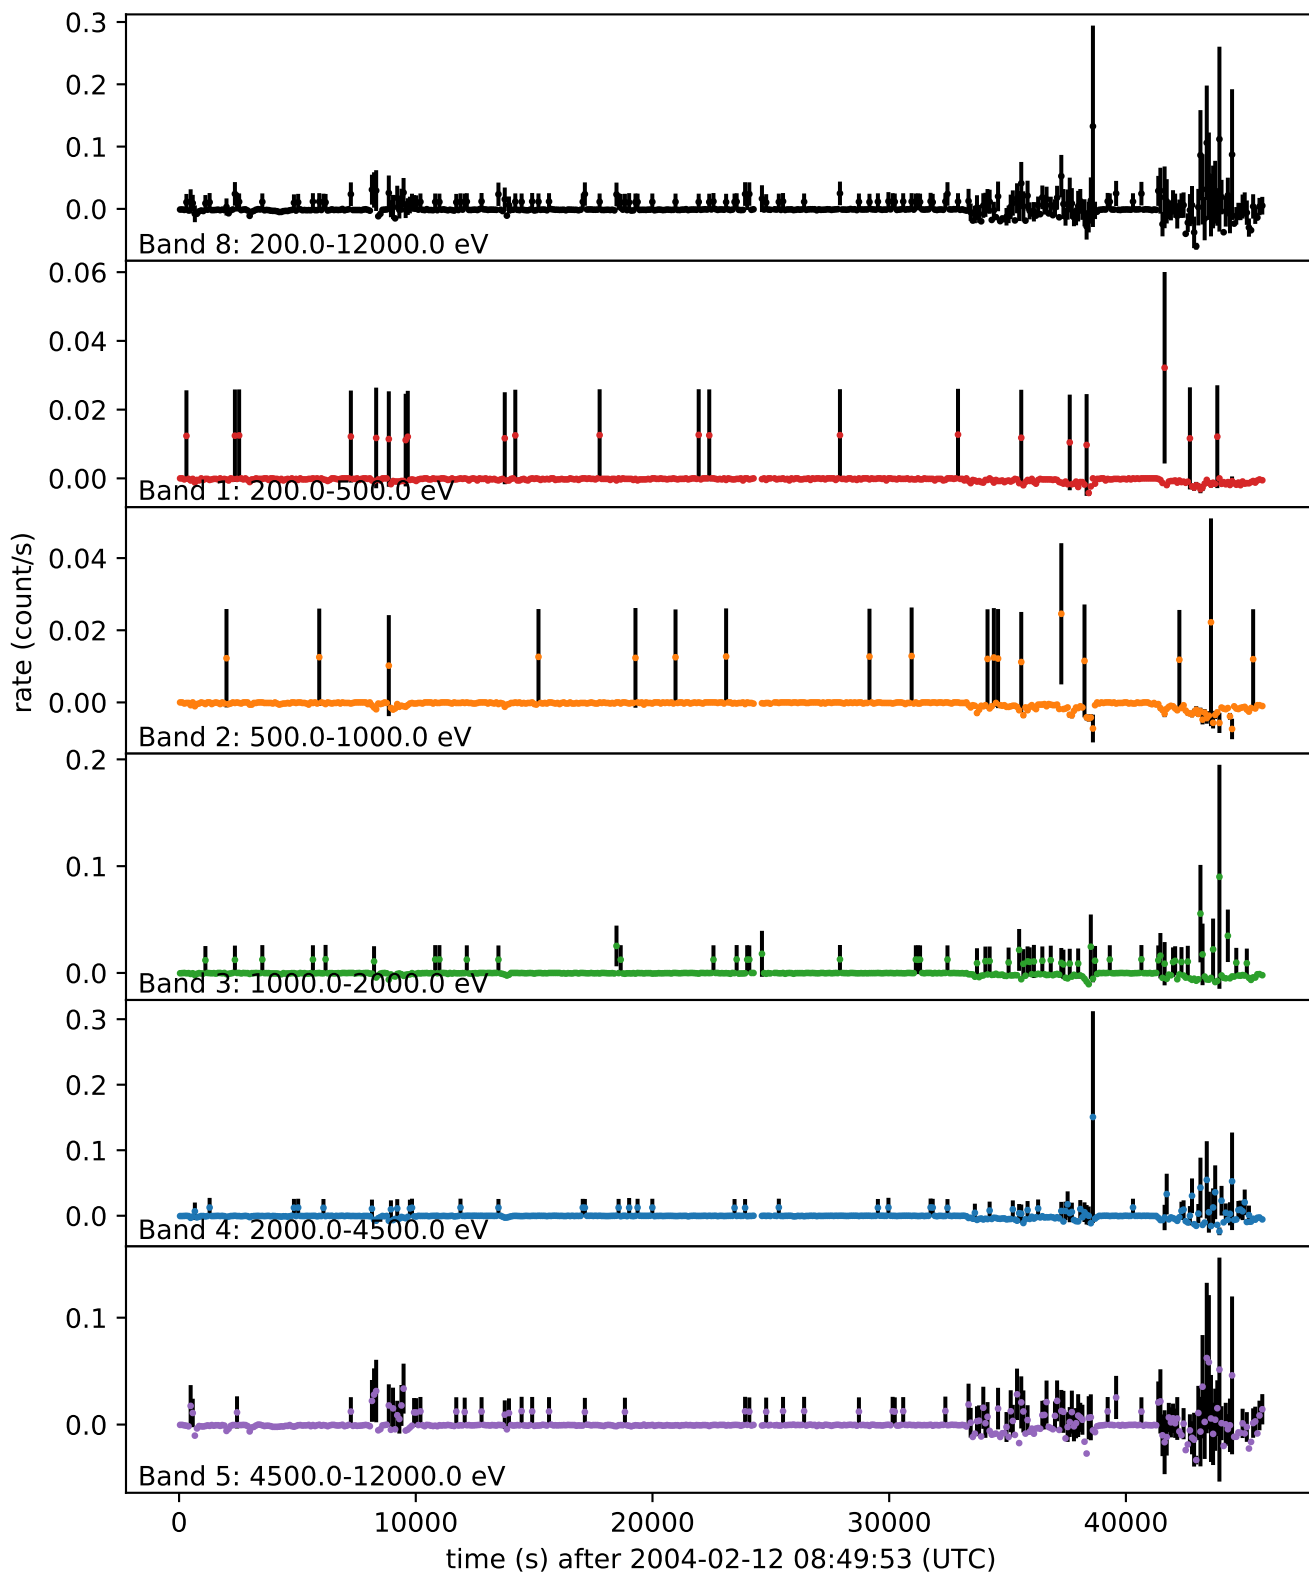 rate (count/s)
0.3
0.2
0.1
0.0
Band 8: 200.0-12000.0 eV
0.06
0.04
0.02
0.00
Band 1: 200.0-500.0 eV
0.04
0.02
0.00
Band 2: 500.0-1000.0 eV
0.2
0.1
0.0
Band 3: 1000.0-2000.0 eV
0.3
0.2
0.1
0.0
Band 4: 2000.0-4500.0 eV
0.1
0.0
Band 5: 4500.0-12000.0 eV
0 10000 20000 30000 40000
time (s) after 2004-02-12 08:49:53 (UTC)